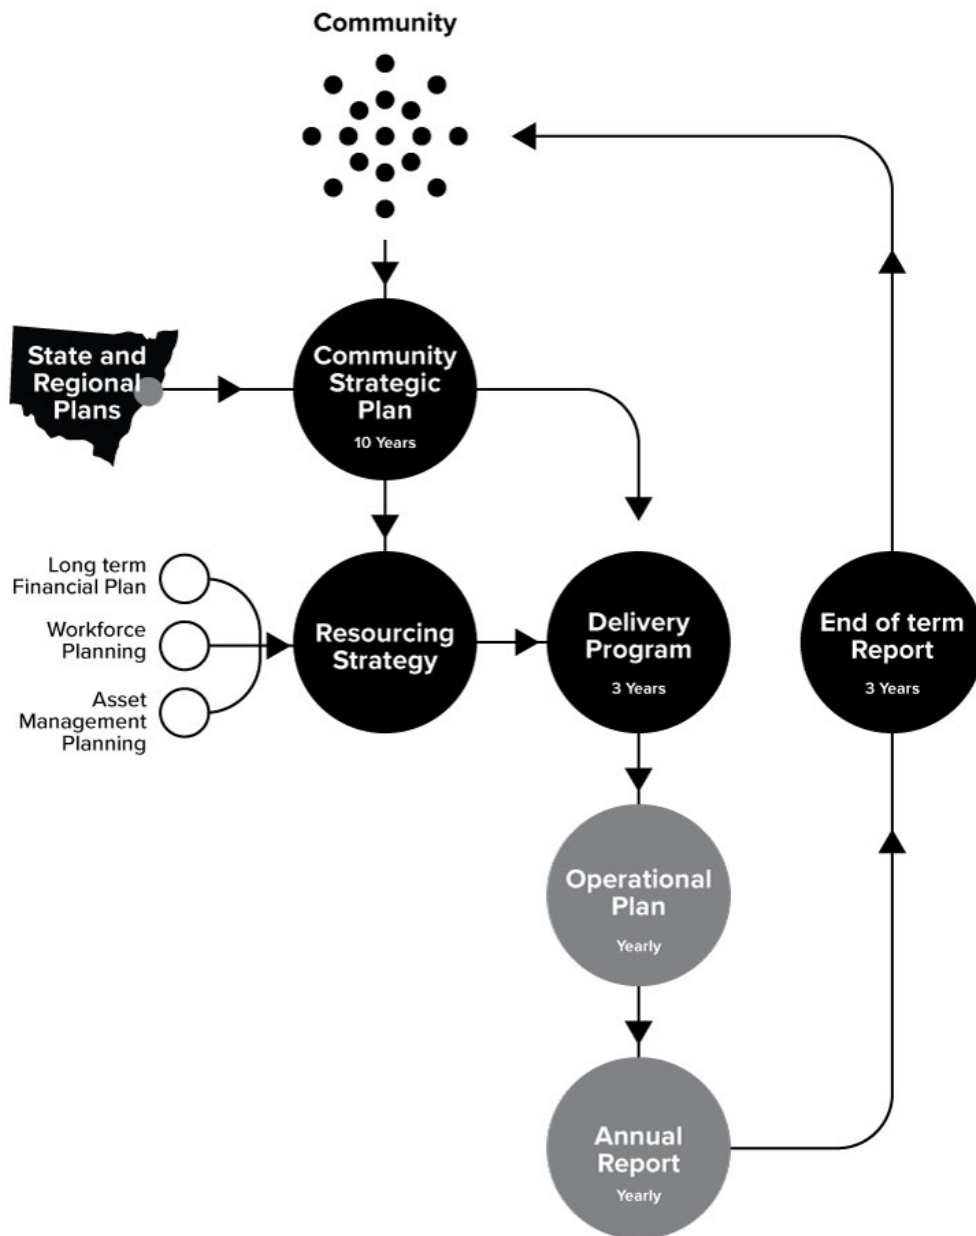 Community
State and
Regional
Plans
Community
Strategic
Plan
10 Years
Long term
Financial Plan
Workforce
Planning
Asset
Management
Planning
Resourcing
Strategy
Delivery
Program
3 Years
End of term
Report
3 Years
Operational
Plan
Yearly
Annual
Report
Yearly